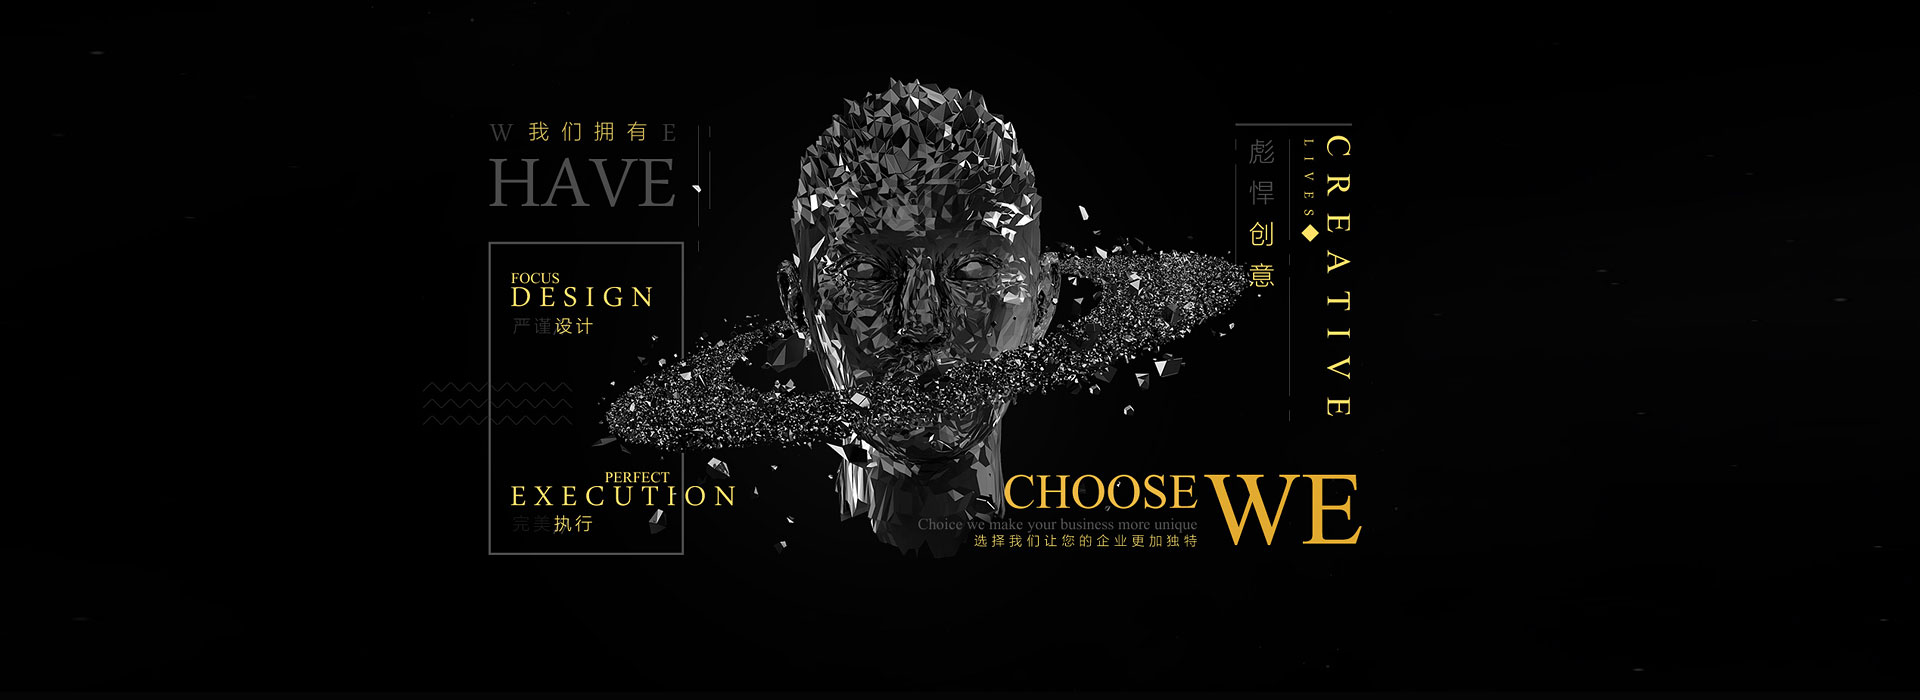 W 我们拥有 E
HAVE
FOCUS
DESIGN
严谨设计
PERFECT
EXECUTION
完美执行
彪悍创意
LIVES
CREATIVE
CHOOSE WE
Choice we make your business more unique
选择我们让您的企业更加独特